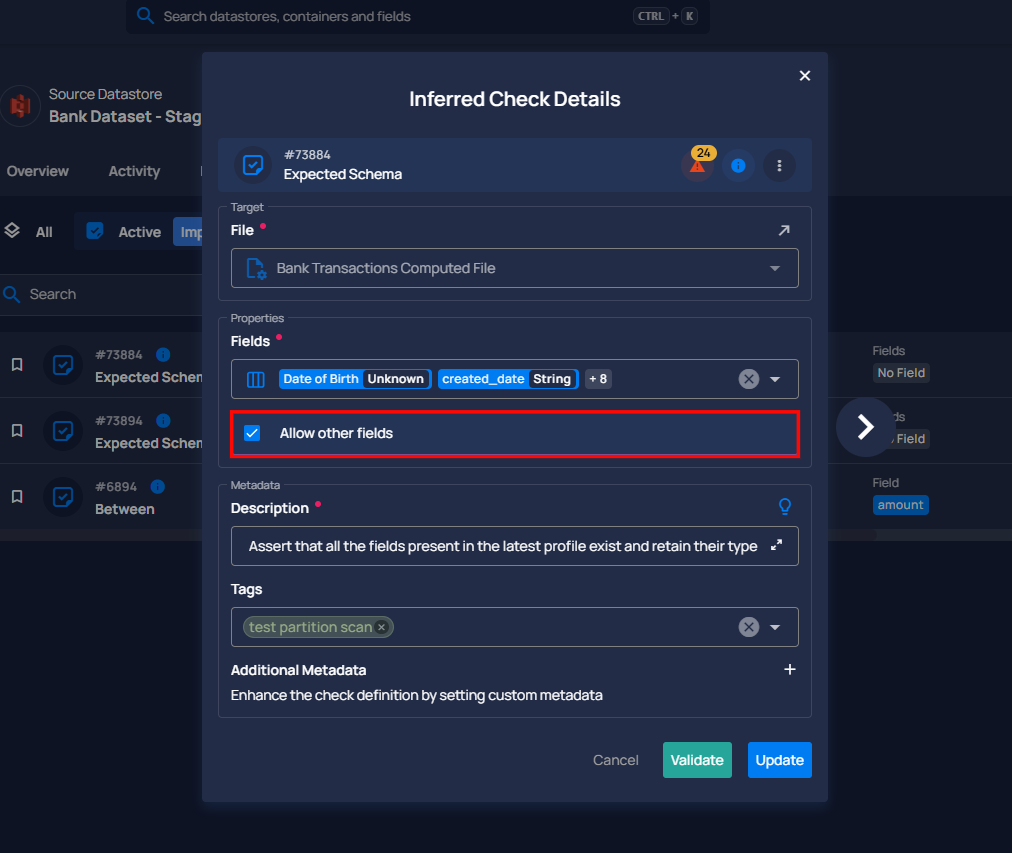 Search datastores, containers and fields CTRL + K
Source Datastore
Bank Dataset - Stag
Overview Activity
All Active Imp
Search
#73884
Expected Schem
Fields
No Field
#73894
Expected Schem
ds
Field
#6894
Between
Field
amount
Inferred Check Details
#73884
Expected Schema
24
Target
File
Bank Transactions Computed File
Properties
Fields
Date of Birth Unknown created_date String + 8
Allow other fields
Metadata
Description
Assert that all the fields present in the latest profile exist and retain their type
Tags
test partition scan
Additional Metadata
Enhance the check definition by setting custom metadata
Cancel Validate Update